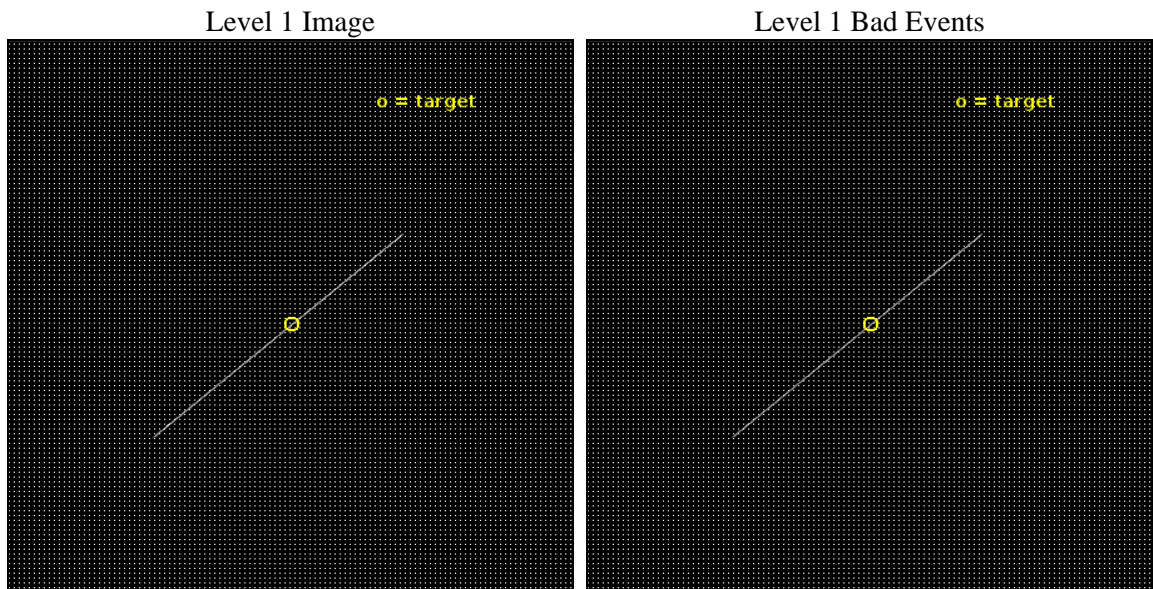 Level 1 Image
Level 1 Bad Events
o = target
o = target